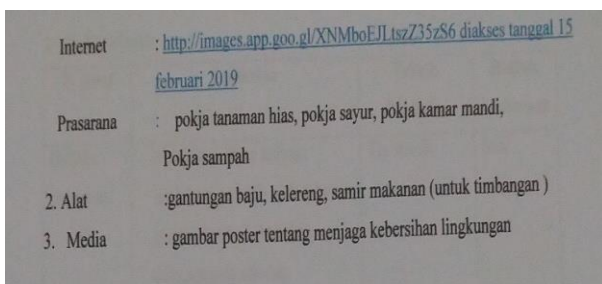 Internet : http://images.app.goo.gl/XNMboEJLtszZ35zS6 diakses tanggal 15
februari 2019
Prasarana : pokja tanaman hias, pokja sayur, pokja kamar mandi,
Pokja sampah
2. Alat :gantungan baju, kelereng, samir makanan (untuk timbangan )
3. Media : gambar poster tentang menjaga kebersihan lingkungan